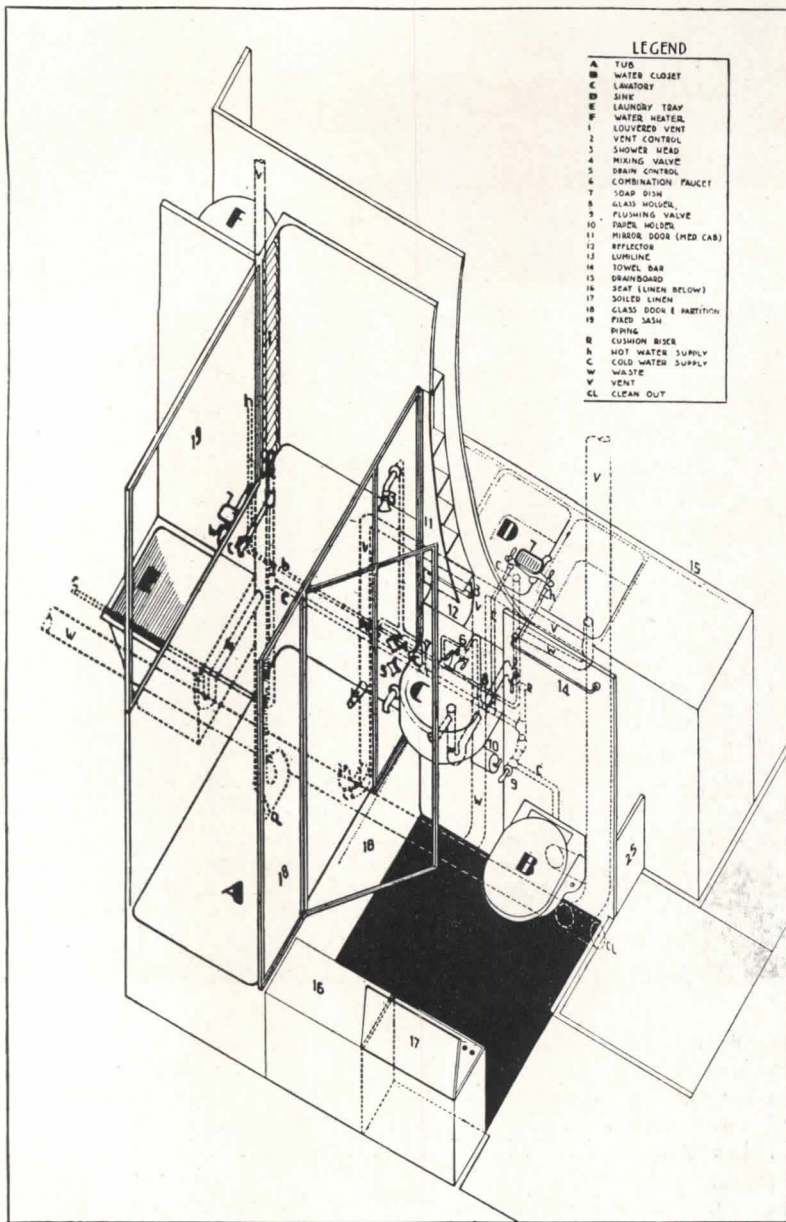 LEGEND
A TUB
B WATER CLOSET
C LAVATORY
D SINK
E LAUNDRY TRAY
F WATER HEATER
1 LOUVERED VENT
2 VENT CONTROL
3 SHOWER HEAD
4 MIXING VALVE
5 DRAIN CONTROL
6 COMBINATION FAUCET
7 SOAP DISH
8 GLASS HOLDER
9 FLUSHING VALVE
10 PAPER HOLDER
11 MIRROR DOOR (MED CAB)
12 REFLECTOR
13 LUMILINE
14 TOWEL BAR
15 DRAINBOARD
16 SEAT (LINEN BELOW)
17 SOILED LINEN
18 GLASS DOOR & PARTITION
19 FIXED SASH
PIPING
R CUSHION RISER
h HOT WATER SUPPLY
C COLD WATER SUPPLY
W WASTE
V VENT
CL CLEAN OUT
V
F
1
h
19
V
11
D
7
C
h
15
E
V
12
V
W
W
14
C
10
9
C
W
18
B
25
A
18
CL
16
17